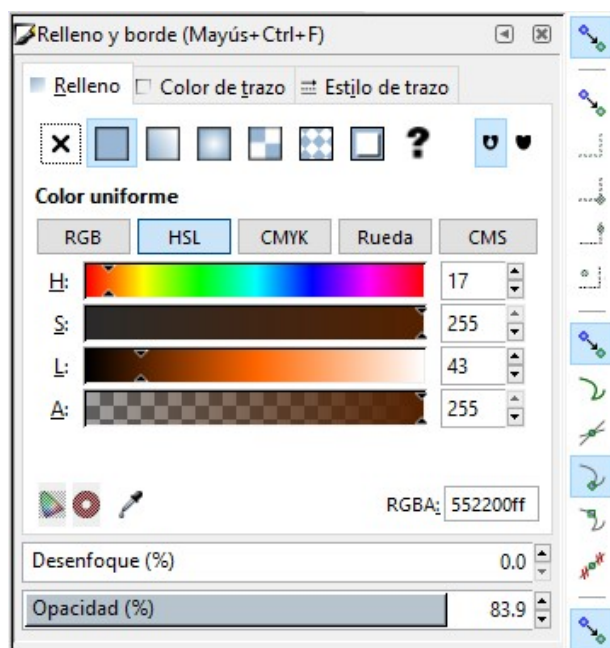 Relleno y borde (Mayús+Ctrl+F)
Relleno Color de trazo Estilo de trazo
?
Color uniforme
RGB HSL CMYK Rueda CMS
H: 17
S: 255
L: 43
A: 255
RGBA: 552200ff
Desenfoque (%) 0.0
Opacidad (%) 83.9